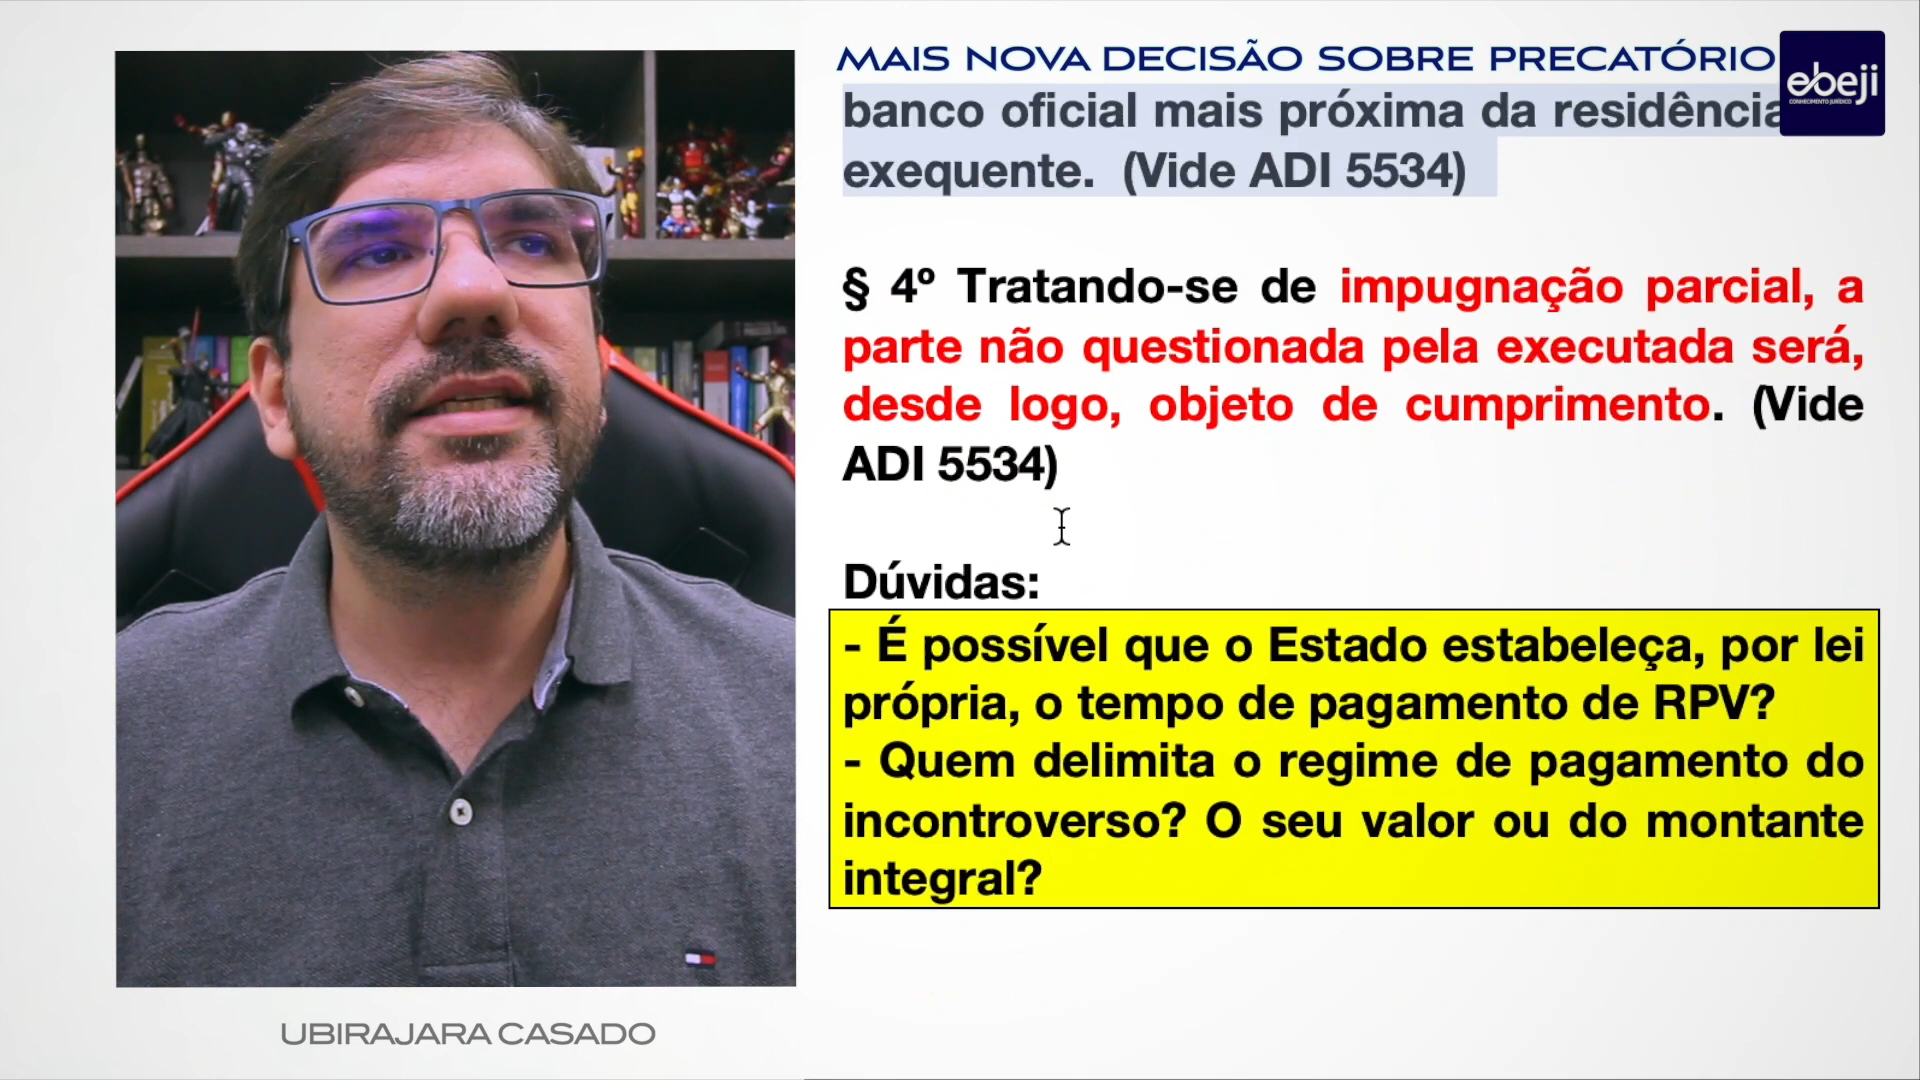 MAIS NOVA DECISÃO SOBRE PRECATÓRIO
ebeji
CONHECIMENTO JURÍDICO
banco oficial mais próxima da residência
exequente. (Vide ADI 5534)
§ 4º Tratando-se de impugnação parcial, a
parte não questionada pela executada será,
desde logo, objeto de cumprimento. (Vide
ADI 5534)
Dúvidas:
- É possível que o Estado estabeleça, por lei
própria, o tempo de pagamento de RPV?
- Quem delimita o regime de pagamento do
incontroverso? O seu valor ou do montante
integral?
UBIRAJARA CASADO